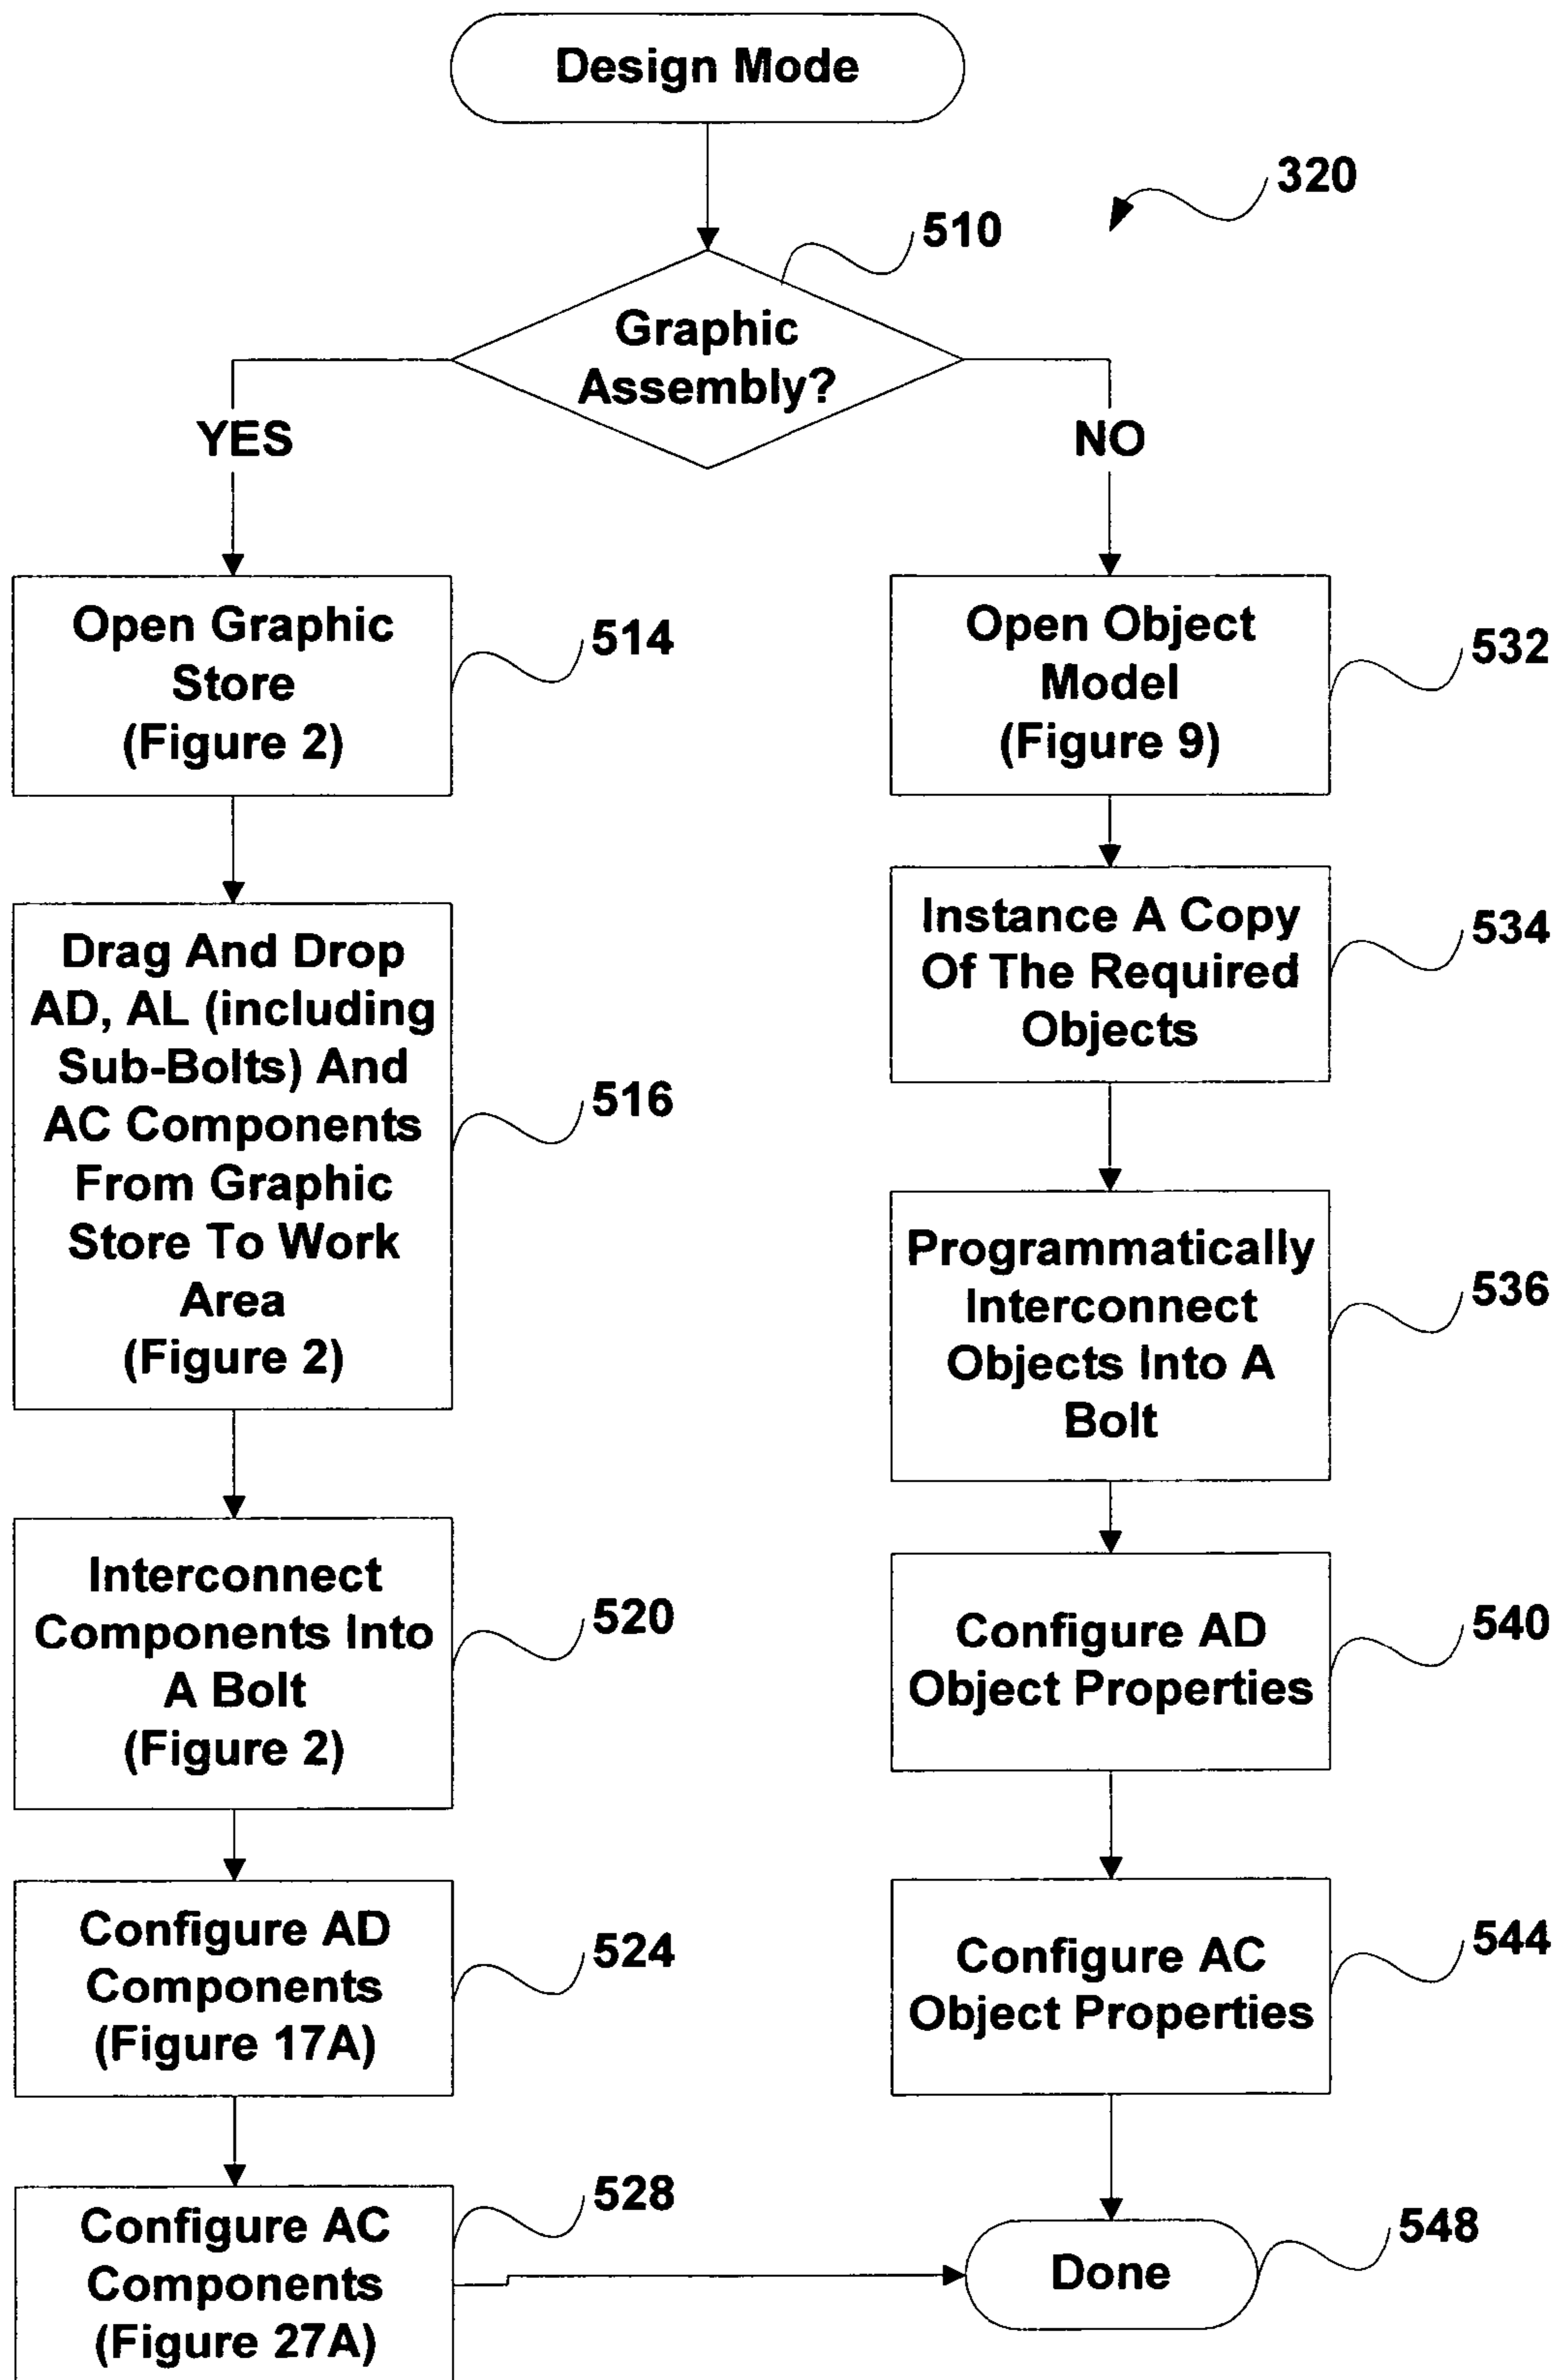 Design Mode
320
510
Graphic
Assembly?
YES
NO
Open Graphic
Store
(Figure 2)
514
Drag And Drop
AD, AL (including
Sub-Bolts) And
AC Components
From Graphic
Store To Work
Area
(Figure 2)
516
Interconnect
Components Into
A Bolt
(Figure 2)
520
Configure AD
Components
(Figure 17A)
524
Configure AC
Components
(Figure 27A)
528
Open Object
Model
(Figure 9)
532
Instance A Copy
Of The Required
Objects
534
Programmatically
Interconnect
Objects Into A
Bolt
536
Configure AD
Object Properties
540
Configure AC
Object Properties
544
Done
548